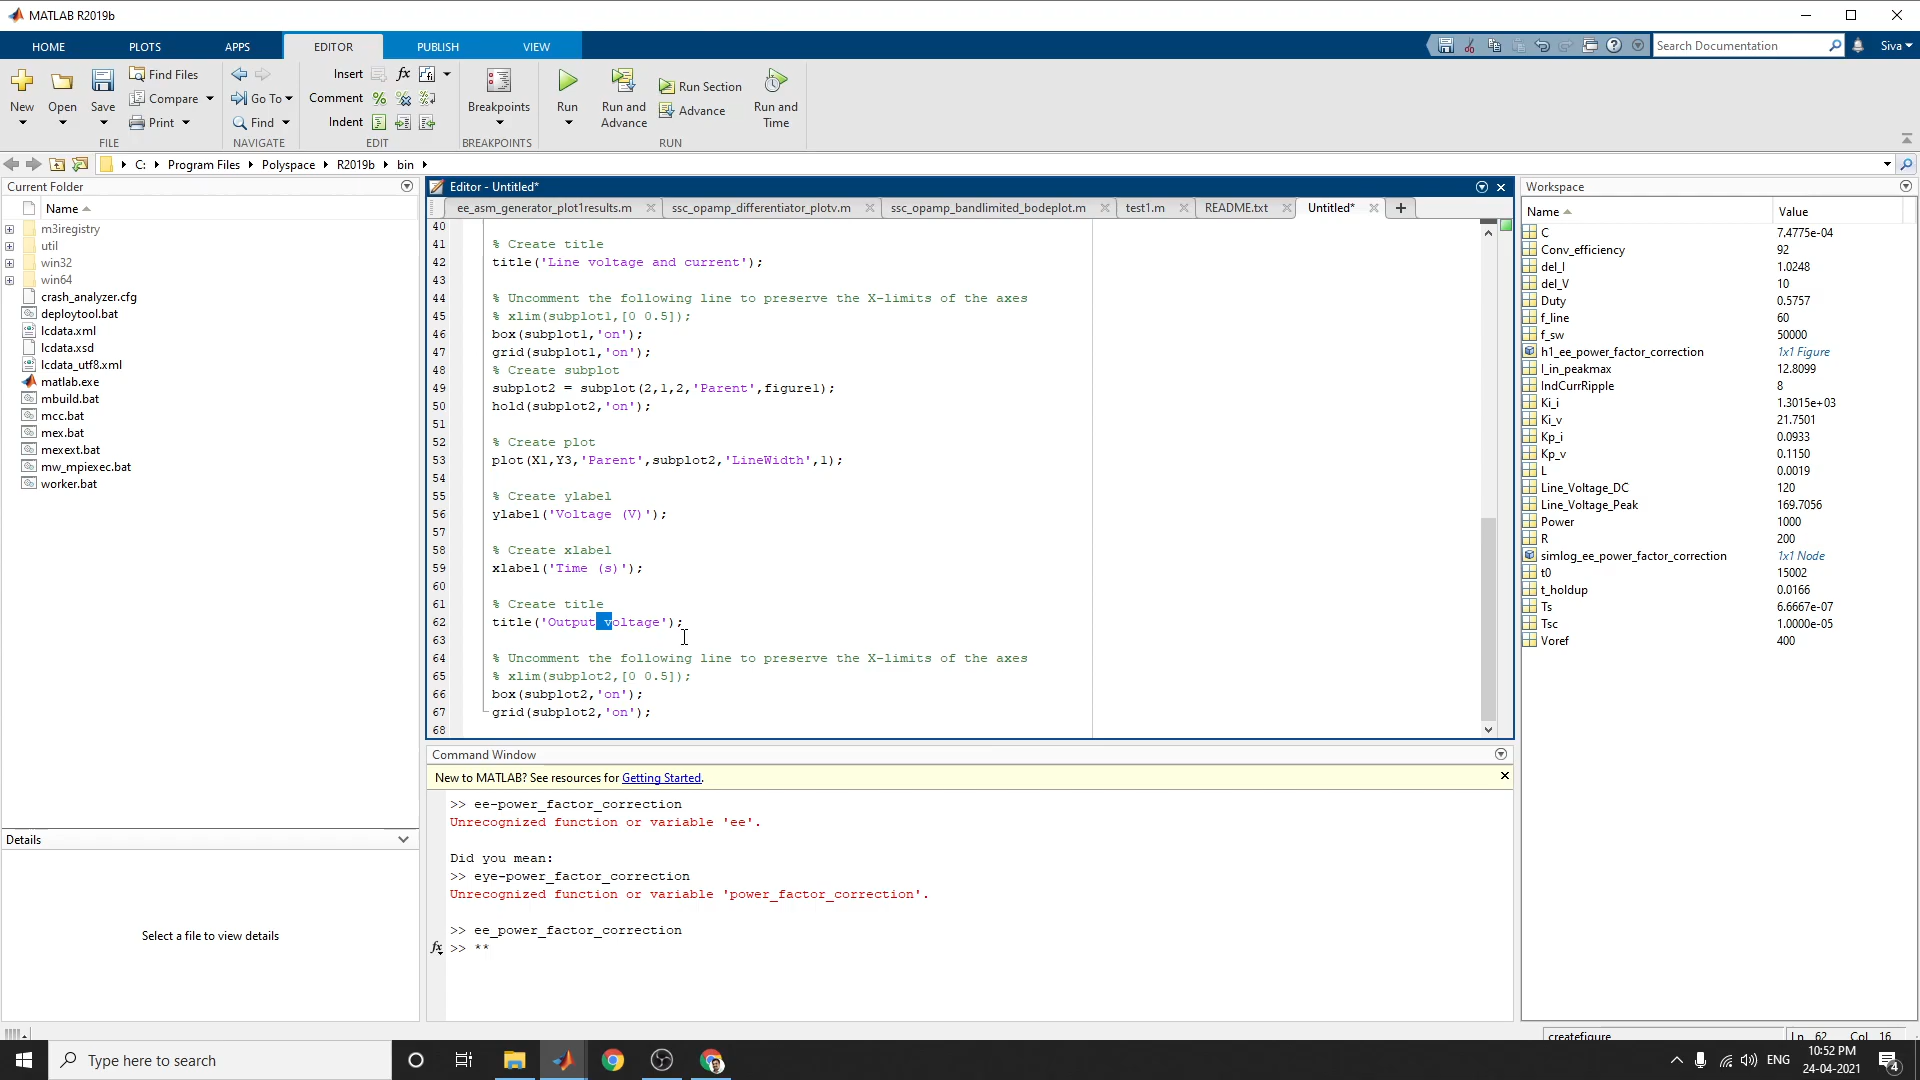 MATLAB R2019b
HOME
PLOTS
APPS
EDITOR
PUBLISH
VIEW
Search Documentation
Siva
New
Open
Save
Find Files
Compare
Print
FILE
Go To
Find
NAVIGATE
Insert
fx
Comment
Indent
EDIT
Breakpoints
BREAKPOINTS
Run
Run and Advance
Run Section
Advance
Run and Time
RUN
C: Program Files Polyspace R2019b bin
Current Folder
Name
m3iregistry
util
win32
win64
crash_analyzer.cfg
deploytool.bat
lcdata.xml
lcdata.xsd
lcdata_utf8.xml
matlab.exe
mbuild.bat
mcc.bat
mex.bat
mexext.bat
mw_mpiexec.bat
worker.bat
Details
Select a file to view details
Editor - Untitled*
ee_asm_generator_plot1results.m
ssc_opamp_differentiator_plotv.m
ssc_opamp_bandlimited_bodeplot.m
test1.m
README.txt
Untitled*
40
41 % Create title
42 title('Line voltage and current');
43
44 % Uncomment the following line to preserve the X-limits of the axes
45 % xlim(subplot1,[0 0.5]);
46 box(subplot1,'on');
47 grid(subplot1,'on');
48 % Create subplot
49 subplot2 = subplot(2,1,2,'Parent',figure1);
50 hold(subplot2,'on');
51
52 % Create plot
53 plot(X1,Y3,'Parent',subplot2,'LineWidth',1);
54
55 % Create ylabel
56 ylabel('Voltage (V)');
57
58 % Create xlabel
59 xlabel('Time (s)');
60
61 % Create title
62 title('Output voltage');
63
64 % Uncomment the following line to preserve the X-limits of the axes
65 % xlim(subplot2,[0 0.5]);
66 box(subplot2,'on');
67 grid(subplot2,'on');
68
Command Window
New to MATLAB? See resources for Getting Started.
>> ee-power_factor_correction
Unrecognized function or variable 'ee'.
Did you mean:
>> eye-power_factor_correction
Unrecognized function or variable 'power_factor_correction'.
>> ee_power_factor_correction
fx >> **
Workspace
Name Value
C 7.4775e-04
Conv_efficiency 92
del_I 1.0248
del_V 10
Duty 0.5757
f_line 60
f_sw 50000
h1_ee_power_factor_correction 1x1 Figure
I_in_peakmax 12.8099
IndCurrRipple 8
Ki_i 1.3015e+03
Ki_v 21.7501
Kp_i 0.0933
Kp_v 0.1150
L 0.0019
Line_Voltage_DC 120
Line_Voltage_Peak 169.7056
Power 1000
R 200
simlog_ee_power_factor_correction 1x1 Node
t0 15002
t_holdup 0.0166
Ts 6.6667e-07
Tsc 1.0000e-05
Voref 400
createfigure
Ln 62 Col 16
Type here to search
ENG
10:52 PM
24-04-2021
4